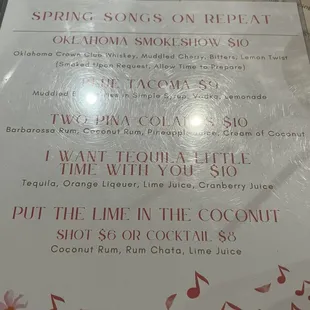 SPRING SONGS ON REPEAT
OKLAHOMA SMOKESHOW $10
Oklahoma Crown Club Whiskey, Muddled Cherry, Bitters, Lemon Twist
(Smoked Upon Request, Allow Time to Prepare)
TACOMA $9
Muddled in Simple Syrup, Vodka, Lemonade
TWO PINA COLADAS $10
Barbarossa Rum, Coconut Rum, Pineapple Juice, Cream of Coconut
I WANT TEQUILA LITTLE
TIME WITH YOU $10
Tequila, Orange Liqeuer, Lime Juice, Cranberry Juice
PUT THE LIME IN THE COCONUT
SHOT $6 OR COCKTAIL $8
Coconut Rum, Rum Chata, Lime Juice